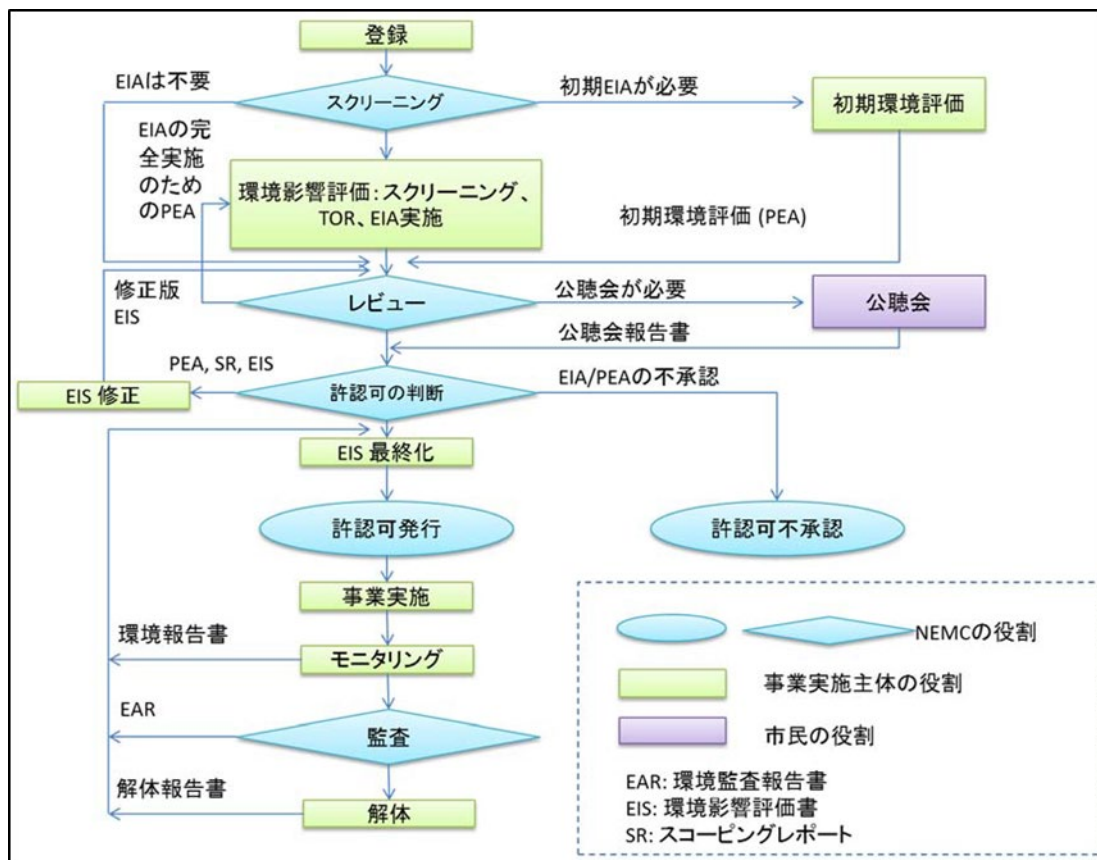 登録
EIAは不要
スクリーニング
初期EIAが必要
初期環境評価
EIAの完
全実施
のため
のPEA
環境影響評価：スクリーニング、
TOR、EIA実施
初期環境評価 (PEA)
修正版
EIS
レビュー
公聴会が必要
公聴会
公聴会報告書
PEA, SR, EIS
EIS 修正
許認可の判断
EIA/PEAの不承認
EIS 最終化
許認可発行
許認可不承認
事業実施
環境報告書
モニタリング
EAR
監査
解体報告書
解体
NEMCの役割
事業実施主体の役割
市民の役割
EAR: 環境監査報告書
EIS: 環境影響評価書
SR: スコーピングレポート